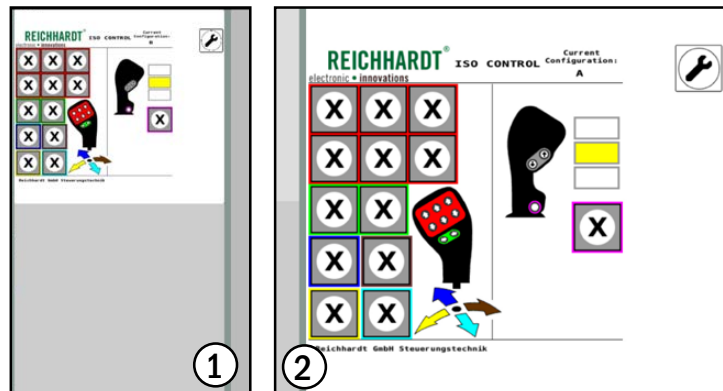 REICHHARDT®
electronic • innovations
ISO CONTROL
Current
Configuration:
A
X X X
X X X
X X
X X
X
X X
Reichhardt GmbH Steuerungstechnik
1
REICHHARDT®
electronic • innovations
ISO CONTROL
Current
Configuration:
A
X X X
X X X
X X
X
X X
X X
Reichhardt GmbH Steuerungstechnik
2